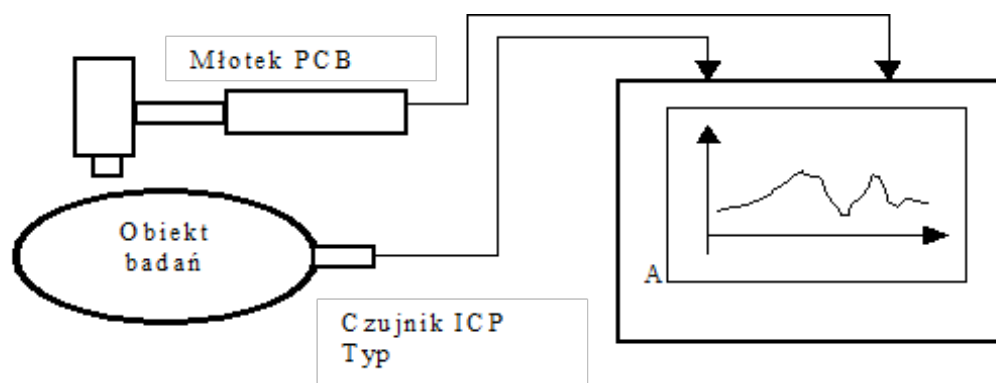 Młotek PCB
Obiekt
badań
A
Czujnik ICP
Typ